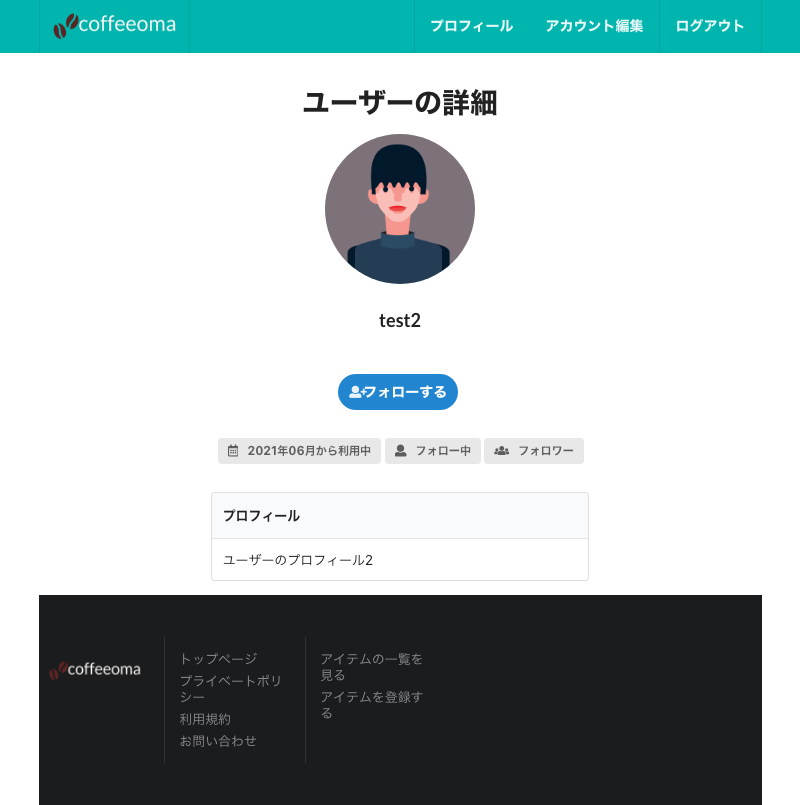 coffeeoma
プロフィール
アカウント編集
ログアウト
ユーザーの詳細
test2
フォローする
2021年06月から利用中
フォロー中
フォロワー
プロフィール
ユーザーのプロフィール2
coffeeoma
トップページ
プライベートポリ
シー
利用規約
お問い合わせ
アイテムの一覧を
見る
アイテムを登録す
る